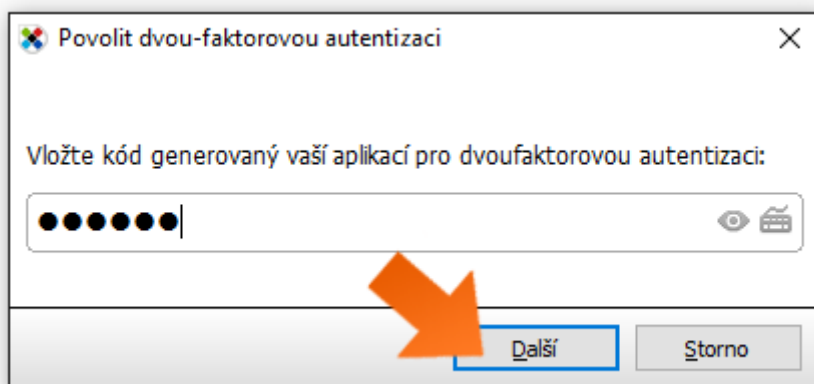 Povolit dvou-faktorovou autentizaci
Vložte kód generovaný vaší aplikací pro dvoufaktorovou autentizaci:
●●●●●●
Další
Storno